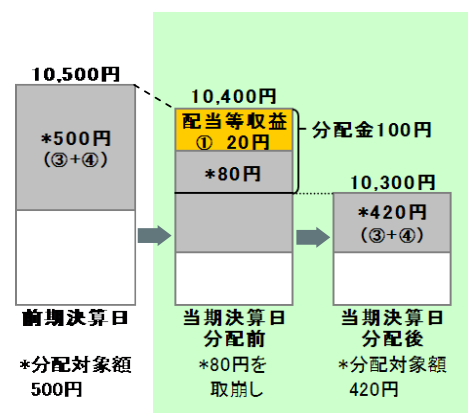 10,500円
*500円
(③+④)
前期決算日
*分配対象額
500円
10,400円
配当等収益
① 20円
*80円
分配金100円
当期決算日
分配前
*80円を
取崩し
10,300円
*420円
(③+④)
当期決算日
分配後
*分配対象額
420円